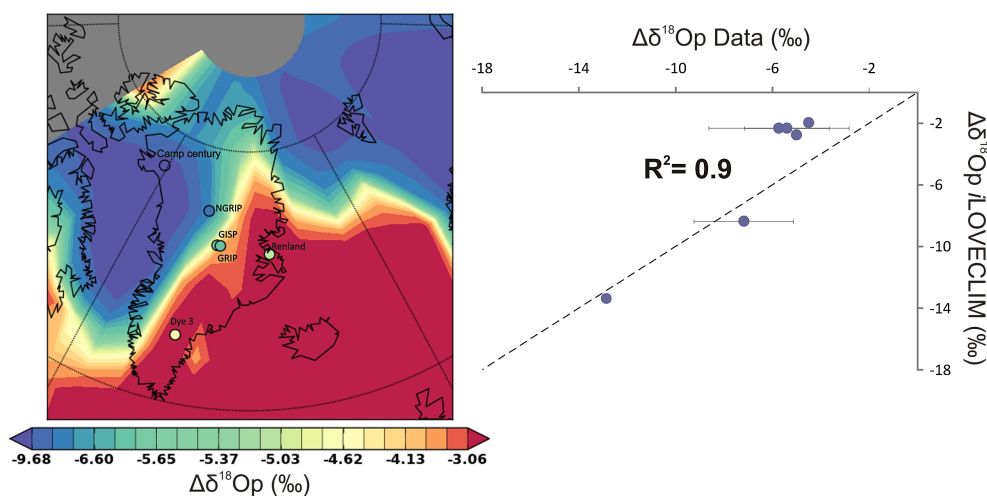 Camp century
NGRIP
GISP
GRIP
Renland
Dye 3
-9.68 -6.60 -5.65 -5.37 -5.03 -4.62 -4.13 -3.06
Δδ¹⁸Op (‰)
Δδ¹⁸Op Data (‰)
-18 -14 -10 -6 -2
R²= 0.9
-2
-6
-10
-14
-18
Δδ¹⁸Op iLOVECLIM (‰)